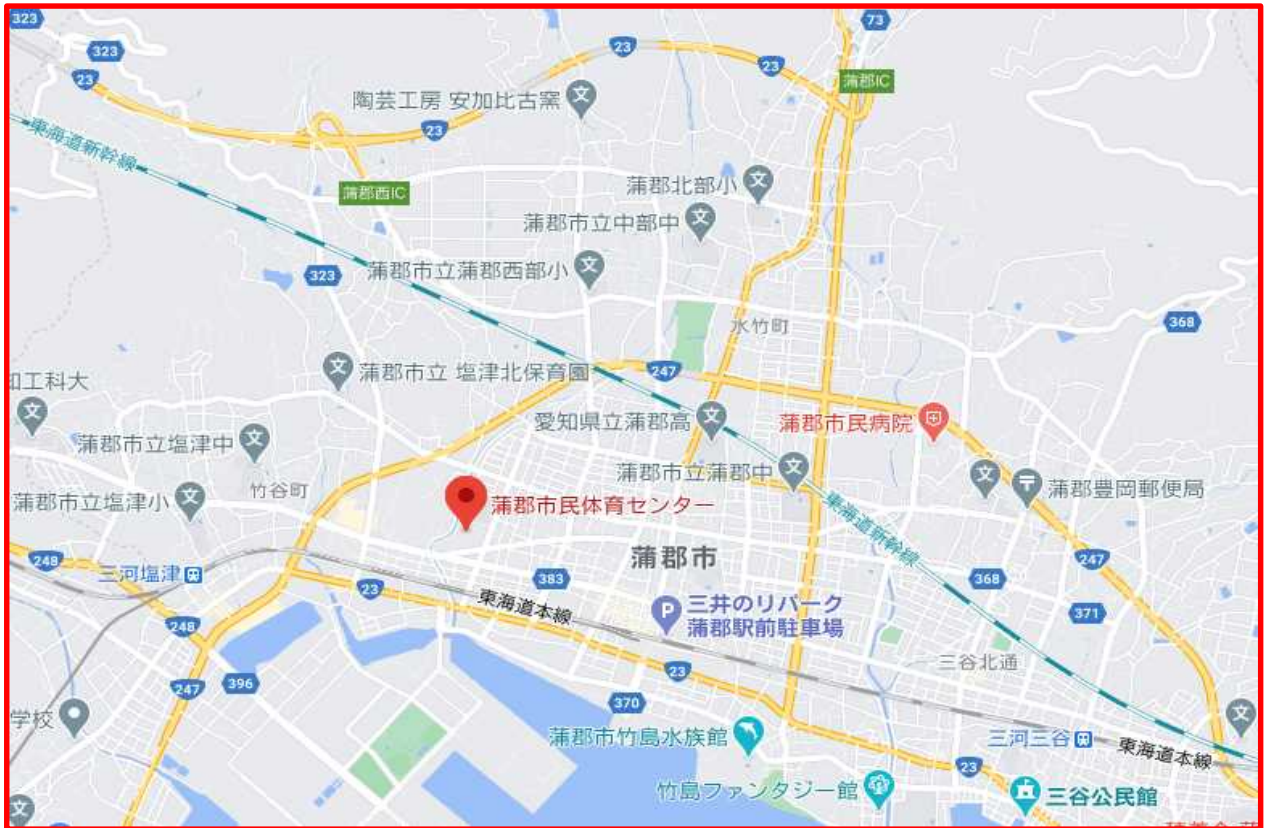 323
73
323
23
23
23
蒲郡IC
陶芸工房 安加比古窯
23
東海道新幹線
蒲郡西IC
蒲郡北部小
蒲郡市立中部中
蒲郡市立蒲郡西部小
323
368
水竹町
247
蒲郡市立 塩津北保育園
知工科大
愛知県立蒲郡高
蒲郡市民病院
蒲郡市立塩津中
蒲郡市立蒲郡中
竹谷町
蒲郡豊岡郵便局
蒲郡市立塩津小
蒲郡市民体育センター
東海道新幹線
蒲郡市
248
247
三河塩津
383
368
23
東海道本線
三井のリパーク
蒲郡駅前駐車場
371
248
三谷北通
23
247
396
370
学校
蒲郡市竹島水族館
三河三谷
東海道本線
23
竹島ファンタジー館
三谷公民館